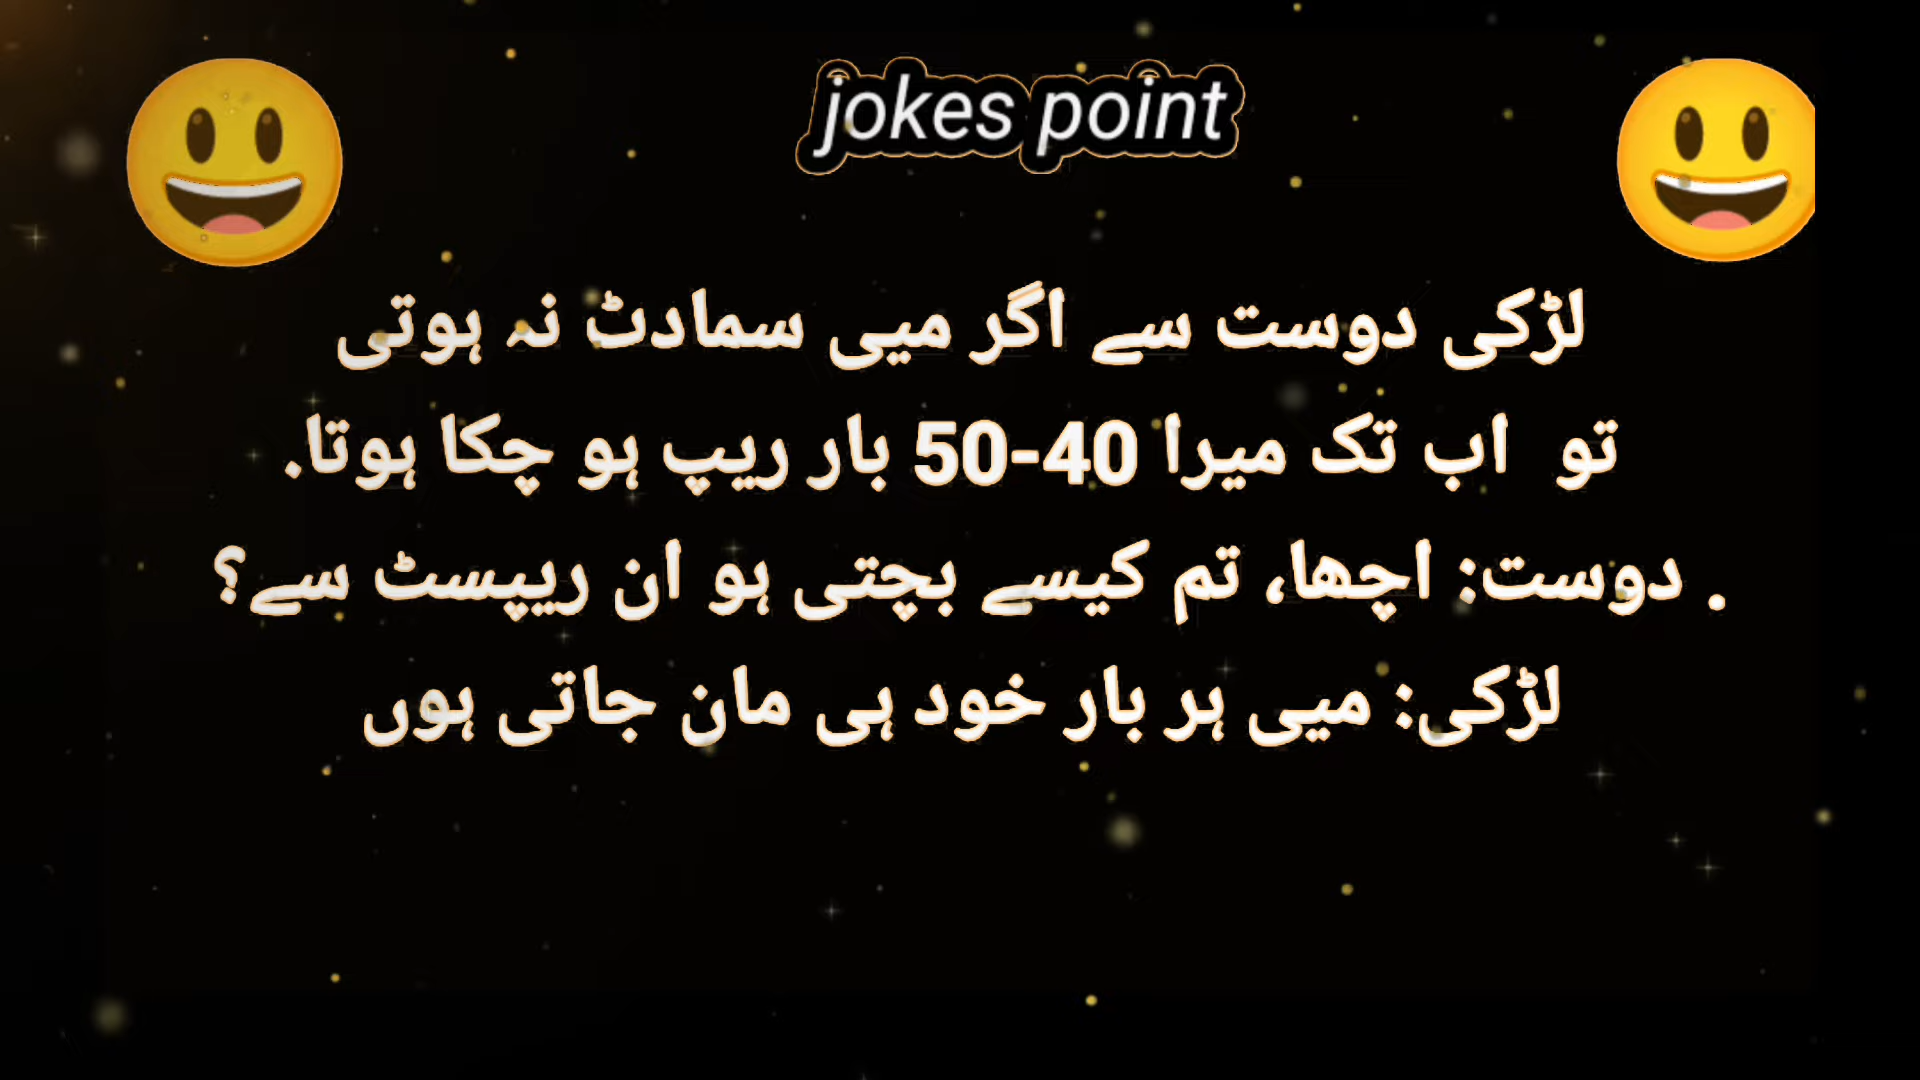 jokes point
لڑکی دوست سے اگر میی سمادٹ نہ ہوتی
تو اب تک میرا 40-50 بار ریپ ہو چکا ہوتا.
. دوست: اچھا، تم کیسے بچتی ہو ان ریپسٹ سے؟
لڑکی: میی ہر بار خود ہی مان جاتی ہوں